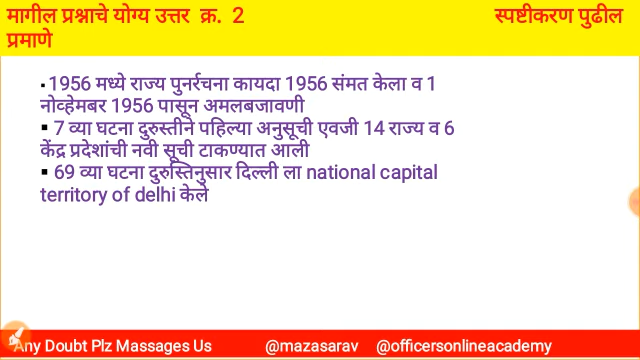 मागील प्रश्नाचे योग्य उत्तर क्र. 2 स्पष्टीकरण पुढील
प्रमाणे
▪ 1956 मध्ये राज्य पुनर्रचना कायदा 1956 संमत केला व 1
नोव्हेमबर 1956 पासून अमलबजावणी
▪ 7 व्या घटना दुरुस्तीने पहिल्या अनुसूची एवजी 14 राज्य व 6
केंद्र प्रदेशांची नवी सूची टाकण्यात आली
▪ 69 व्या घटना दुरुस्तिनुसार दिल्ली ला national capital
territory of delhi केले
Any Doubt Plz Massages Us @mazasarav @officersonlineacademy